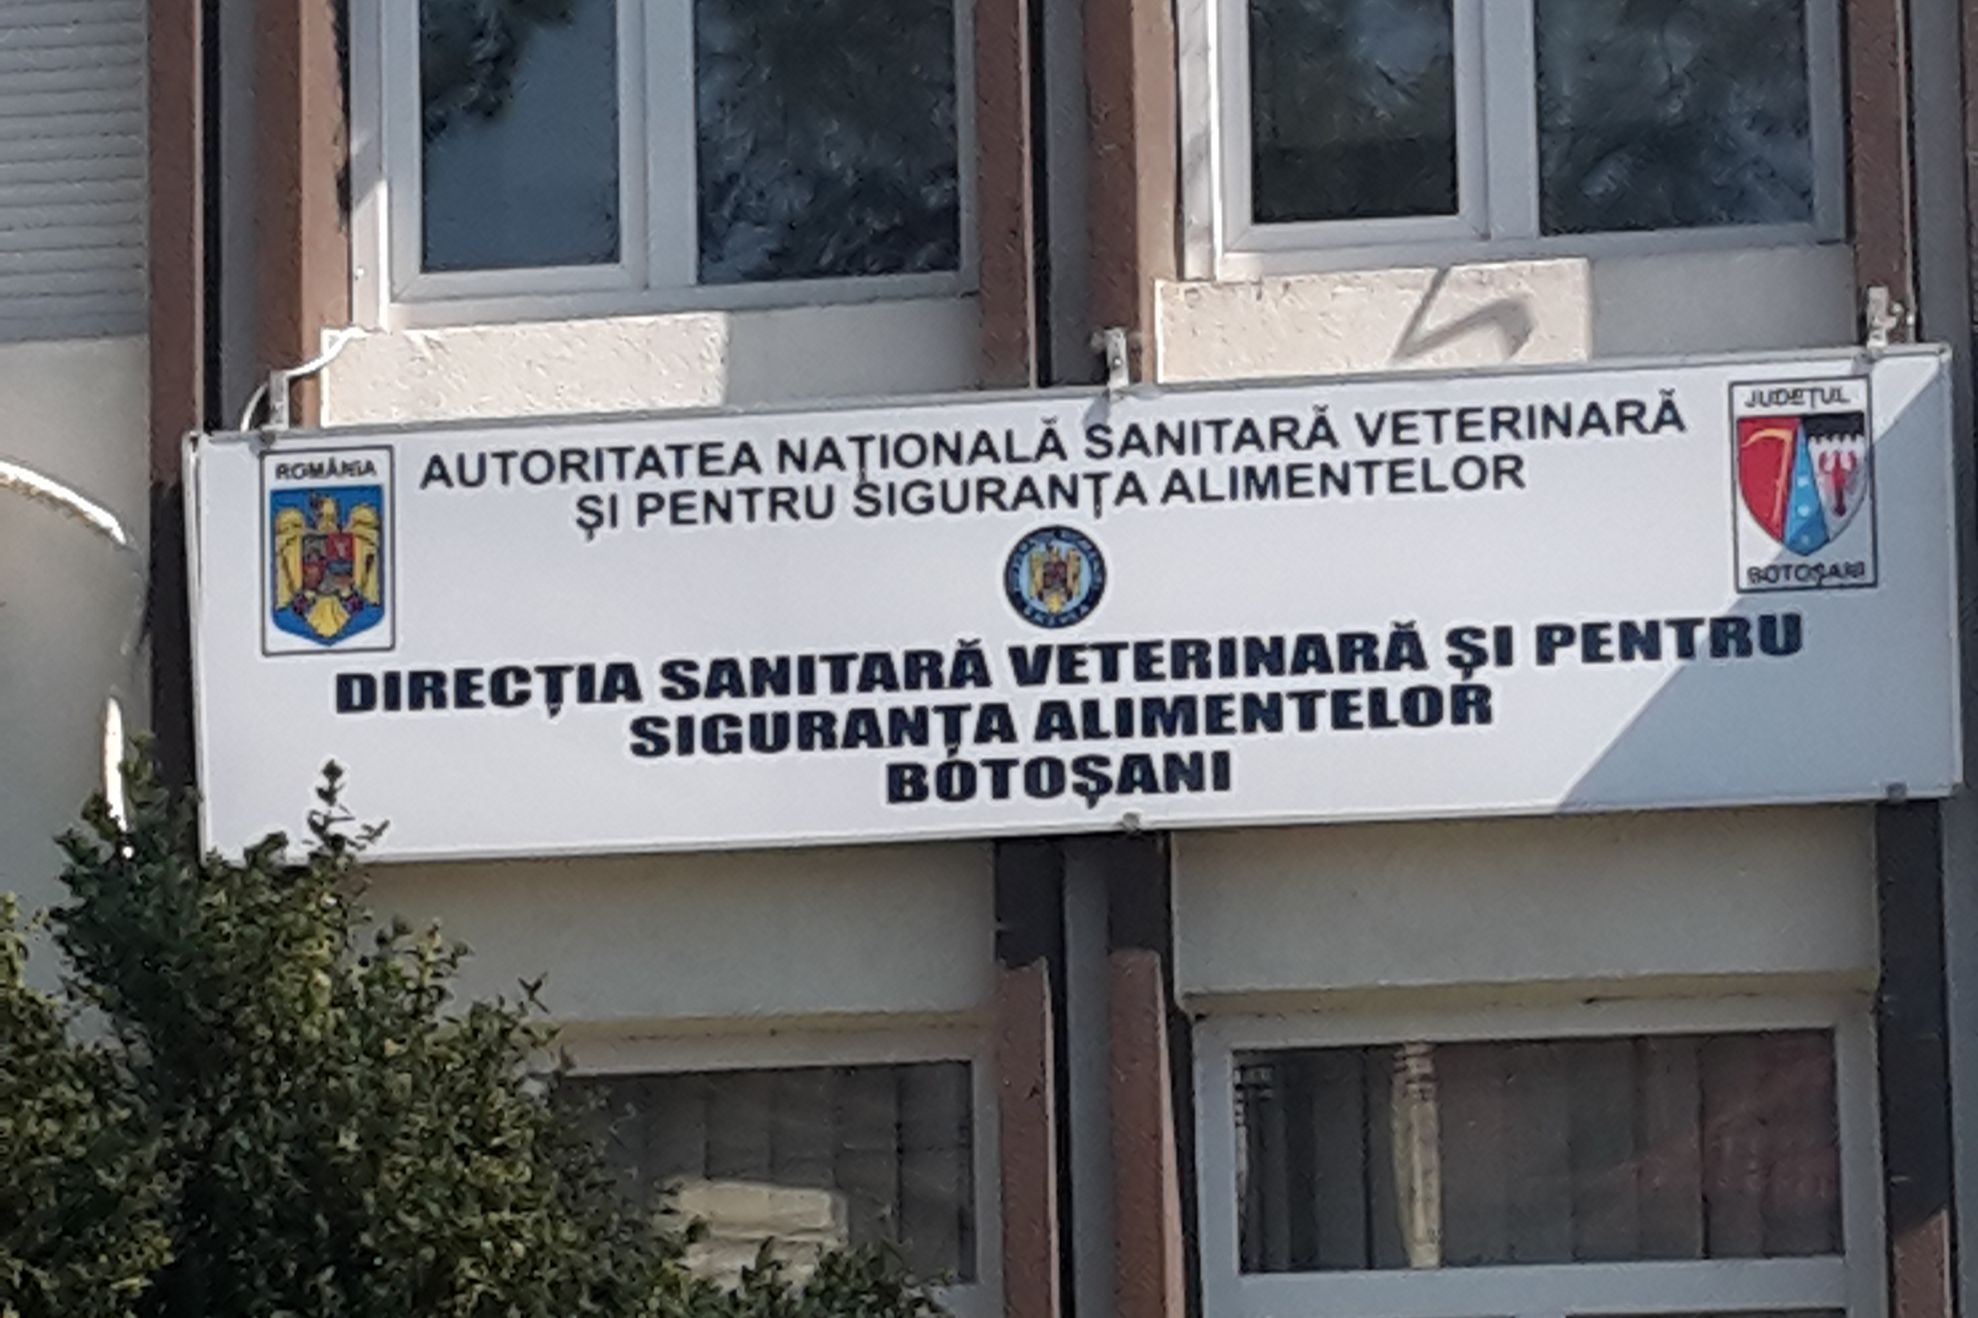 ROMÂNIA
AUTORITATEA NAȚIONALĂ SANITARĂ VETERINARĂ
ȘI PENTRU SIGURANȚA ALIMENTELOR
JUDEȚUL
BOTOȘANI
DIRECȚIA SANITARĂ VETERINARĂ ȘI PENTRU
SIGURANȚA ALIMENTELOR
BOTOȘANI